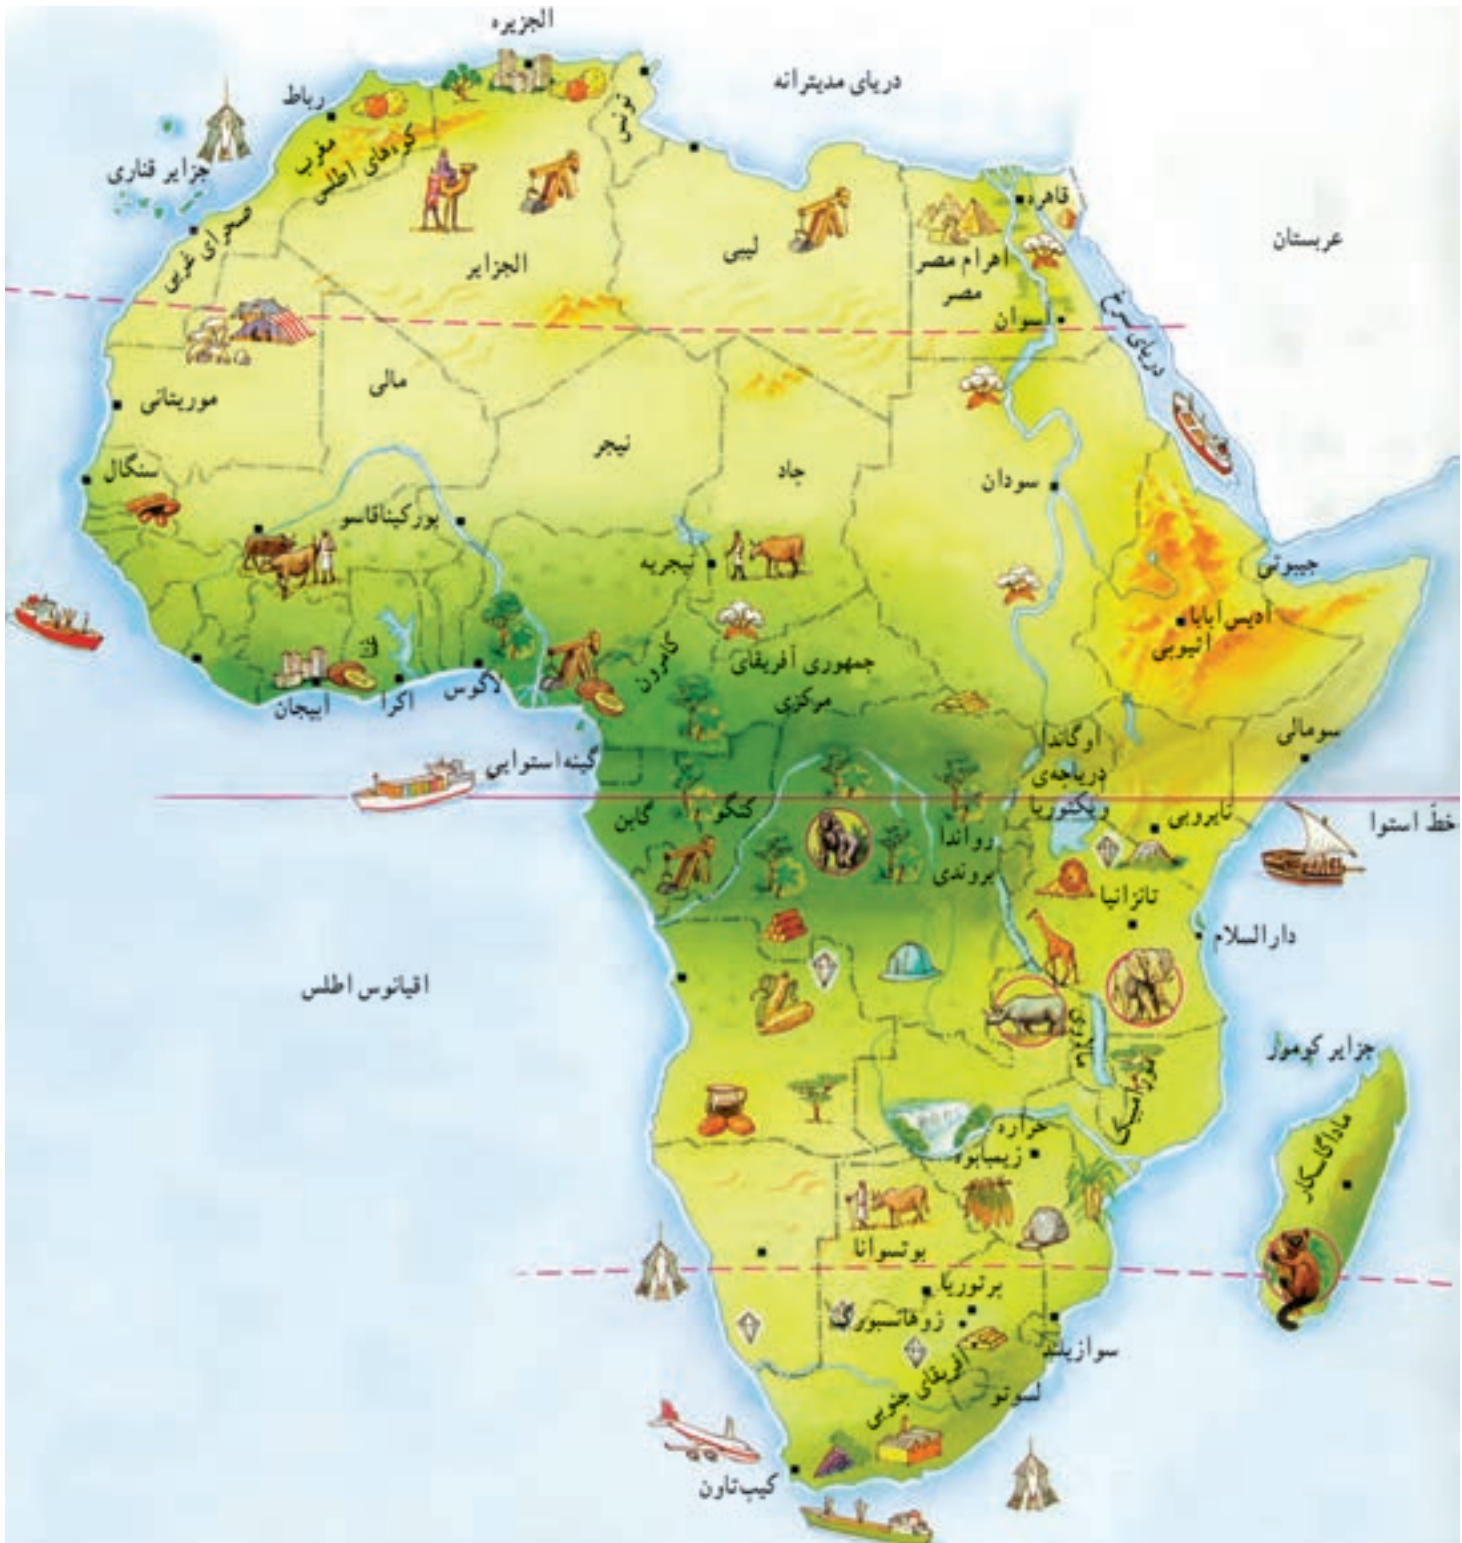 الجزیره
دریای مدیترانه
رباط
تونس
مغرب
کوه‌های اطلس
جزایر قناری
قاهره
صحرای غربی
عربستان
لیبی
الجزایر
اهرام مصر
مصر
اسوان
دریای سرخ
مالی
موریتانی
نیجر
چاد
سنگال
سودان
بورکینافاسو
نیجریه
جیبوتی
آدیس آبابا
اتیوپی
غنا
کامرون
جمهوری آفریقای
مرکزی
لاگوس
اکرا
ابیجان
سومالی
اوگاندا
گینه استوایی
دریاچه‌ی
ویکتوریا
نایروبی
خطّ استوا
کنگو
گابن
رواندا
بروندی
تانزانیا
دارالسلام
اقیانوس اطلس
مالاوی
جزایر کومور
موزامبیک
حراره
زیمبابوه
ماداگاسکار
بوتسوانا
پرتوریا
ژوهانسبورگ
سوازیلند
آفریقای جنوبی
لسوتو
کیپ‌تاون